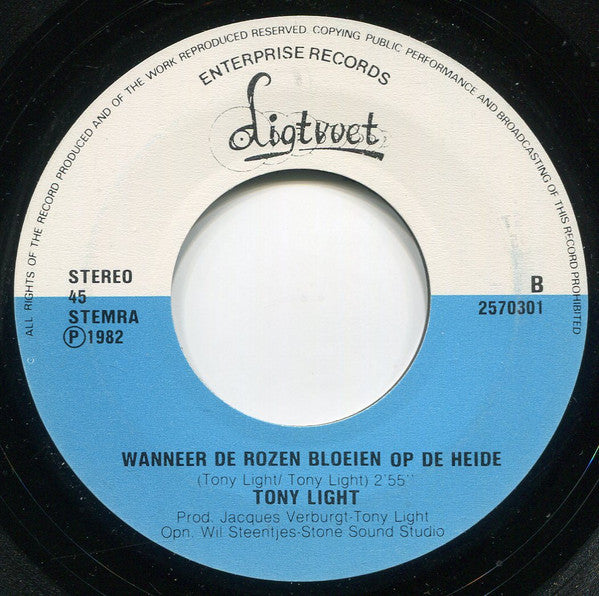 ALL RIGHTS OF THE RECORD PRODUCED AND OF THE WORK REPRODUCED RESERVED. COPYING PUBLIC PERFORMANCE AND BROADCASTING OF THIS RECORD PROHIBITED
ENTERPRISE RECORDS
Ligtvoet
STEREO
45
STEMRA
Ⓟ1982
B
2570301
WANNEER DE ROZEN BLOEIEN OP DE HEIDE
(Tony Light/ Tony Light) 2'55''
TONY LIGHT
Prod. Jacques Verburgt-Tony Light
Opn. Wil Steentjes-Stone Sound Studio